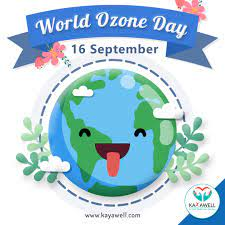 World Ozone Day
16 September
www.kayawell.com
KAYAWELL